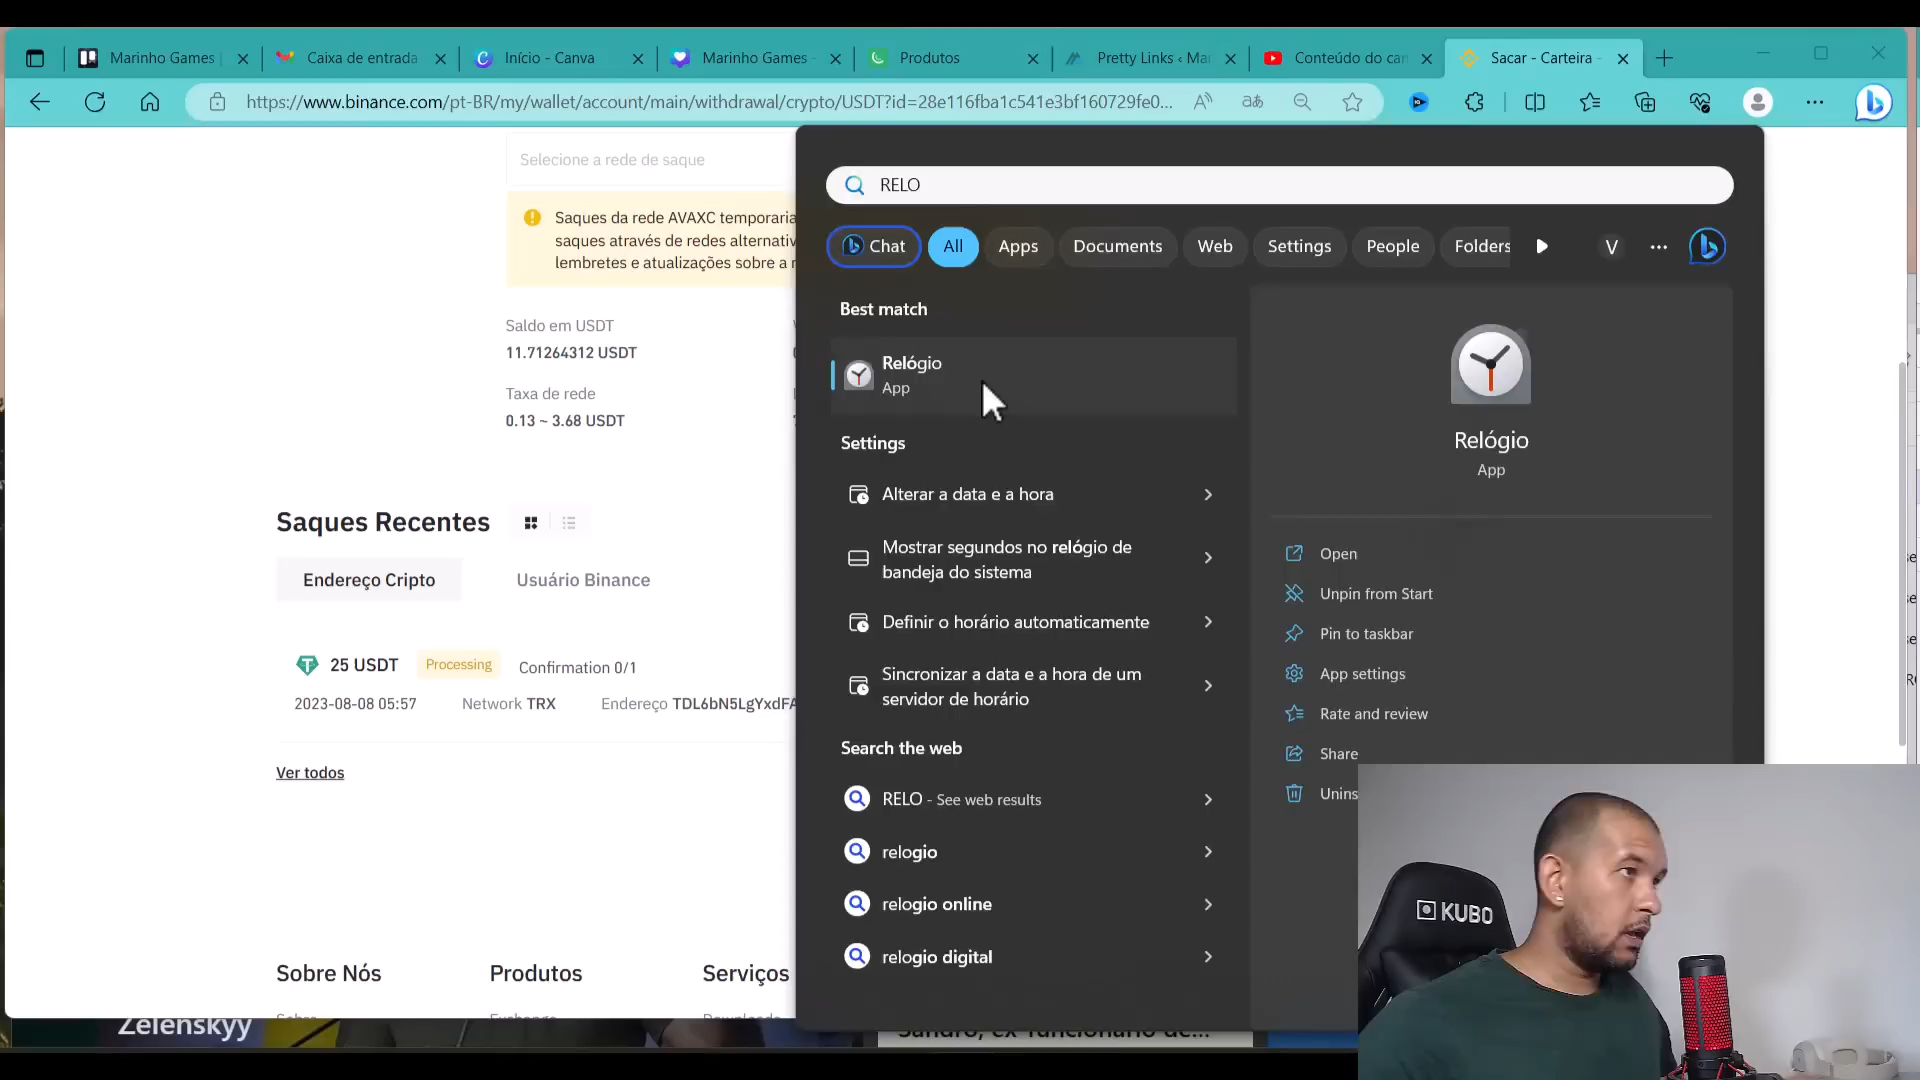 Marinho Games
Caixa de entrada
Início - Canva
Marinho Games -
Produtos
Pretty Links ‹ Mar
Conteúdo do can
Sacar - Carteira -
https://www.binance.com/pt-BR/my/wallet/account/main/withdrawal/crypto/USDT?id=28e116fba1c541e3bf160729fe0...
Selecione a rede de saque
Saques da rede AVAXC temporaria
saques através de redes alternativ
lembretes e atualizações sobre a r
Saldo em USDT
11.71264312 USDT
Taxa de rede
0.13 ~ 3.68 USDT
Saques Recentes
Endereço Cripto
Usuário Binance
25 USDT
Processing
Confirmation 0/1
2023-08-08 05:57
Network TRX
Endereço TDL6bN5LgYxdFA
Ver todos
Sobre Nós
Produtos
Serviços
Zelenskyy
RELO
Chat
All
Apps
Documents
Web
Settings
People
Folders
V
Best match
Relógio
App
Settings
Alterar a data e a hora
Mostrar segundos no relógio de
bandeja do sistema
Definir o horário automaticamente
Sincronizar a data e a hora de um
servidor de horário
Search the web
RELO - See web results
relogio
relogio online
relogio digital
Relógio
App
Open
Unpin from Start
Pin to taskbar
App settings
Rate and review
Share
Unins
KUBO